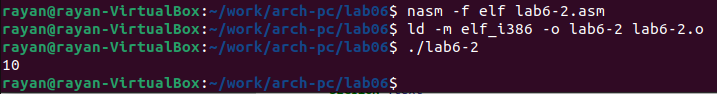 rayan@rayan-VirtualBox:~/work/arch-pc/lab06$ nasm -f elf lab6-2.asm
rayan@rayan-VirtualBox:~/work/arch-pc/lab06$ ld -m elf_i386 -o lab6-2 lab6-2.o
rayan@rayan-VirtualBox:~/work/arch-pc/lab06$ ./lab6-2
10
rayan@rayan-VirtualBox:~/work/arch-pc/lab06$